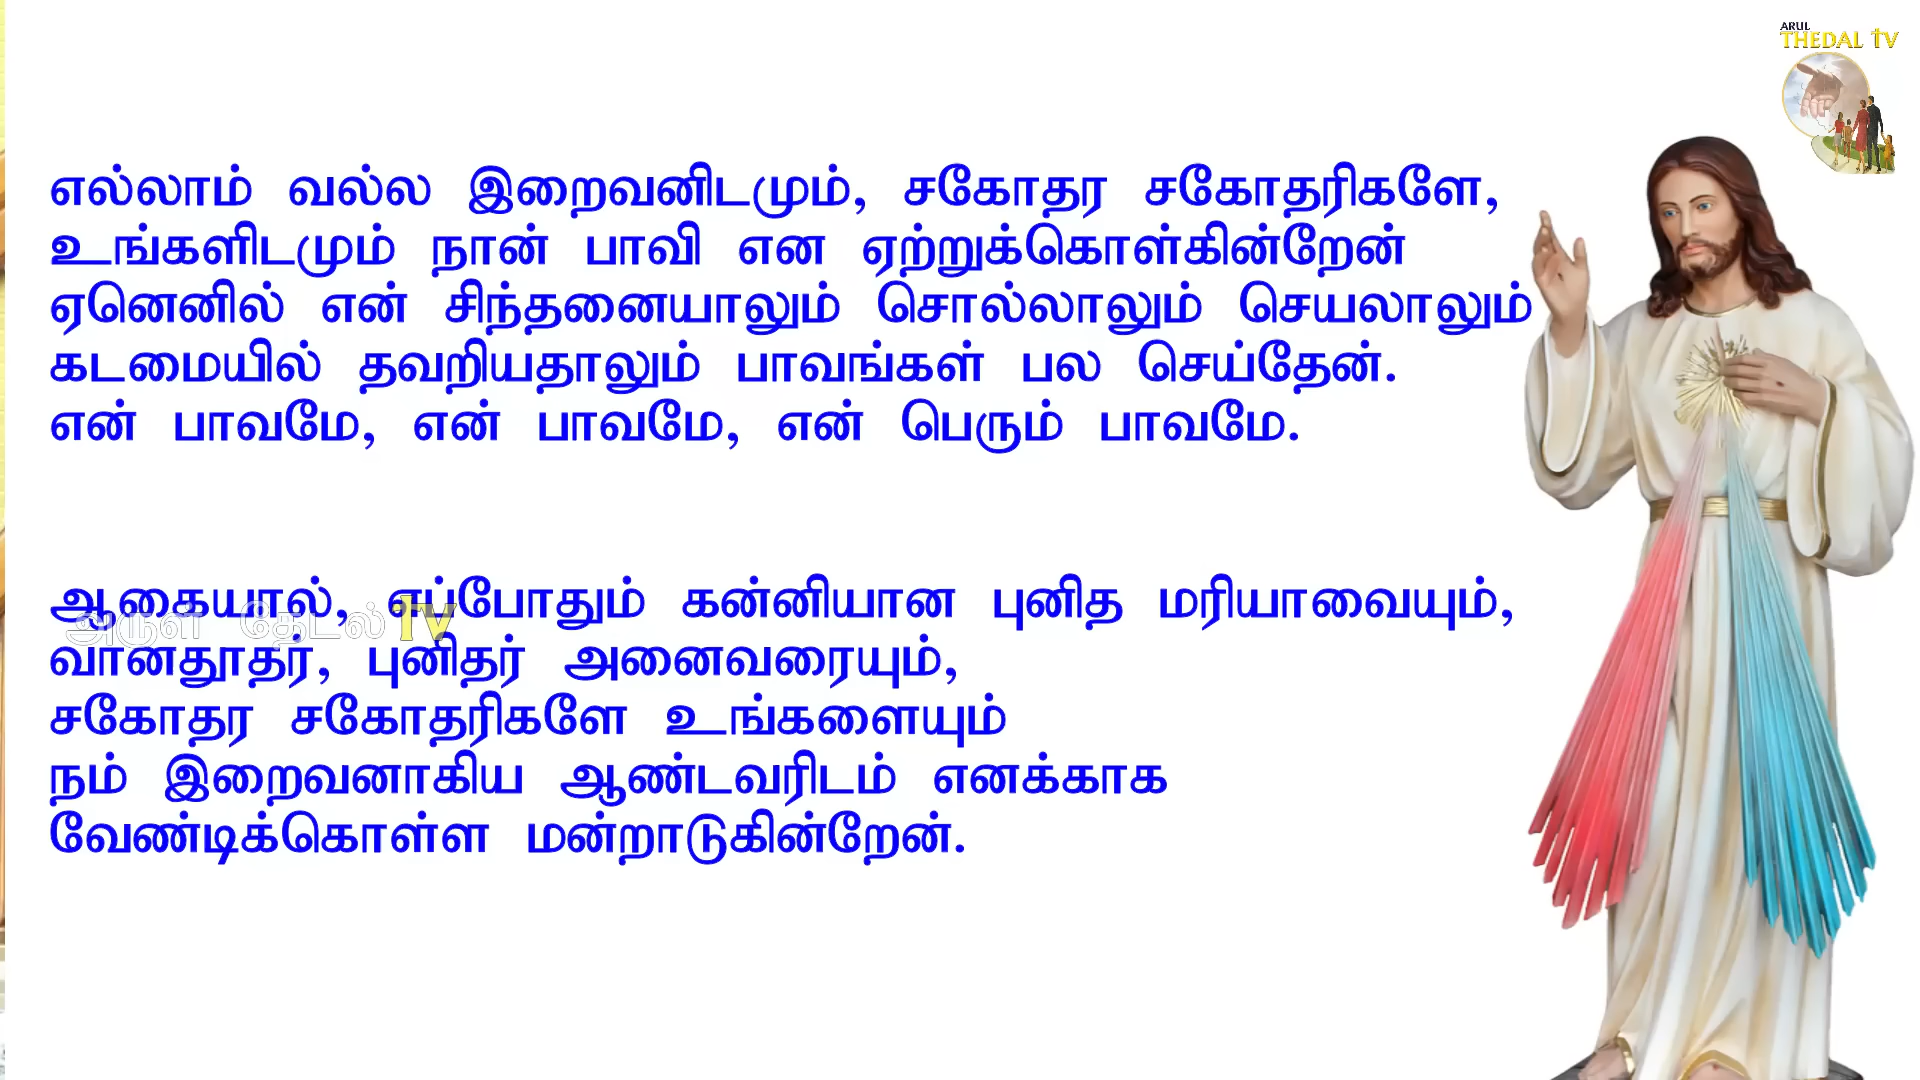 ARUL
THEDAL TV
எல்லாம் வல்ல இறைவனிடமும், சகோதர சகோதரிகளே,
உங்களிடமும் நான் பாவி என ஏற்றுக்கொள்கின்றேன்
ஏனெனில் என் சிந்தனையாலும் சொல்லாலும் செயலாலும்
கடமையில் தவறியதாலும் பாவங்கள் பல செய்தேன்.
என் பாவமே, என் பாவமே, என் பெரும் பாவமே.
ஆகையால், எப்போதும் கன்னியான புனித மரியாவையும்,
அருள் தேடல் TV
வானதூதர், புனிதர் அனைவரையும்,
சகோதர சகோதரிகளே உங்களையும்
நம் இறைவனாகிய ஆண்டவரிடம் எனக்காக
வேண்டிக்கொள்ள மன்றாடுகின்றேன்.